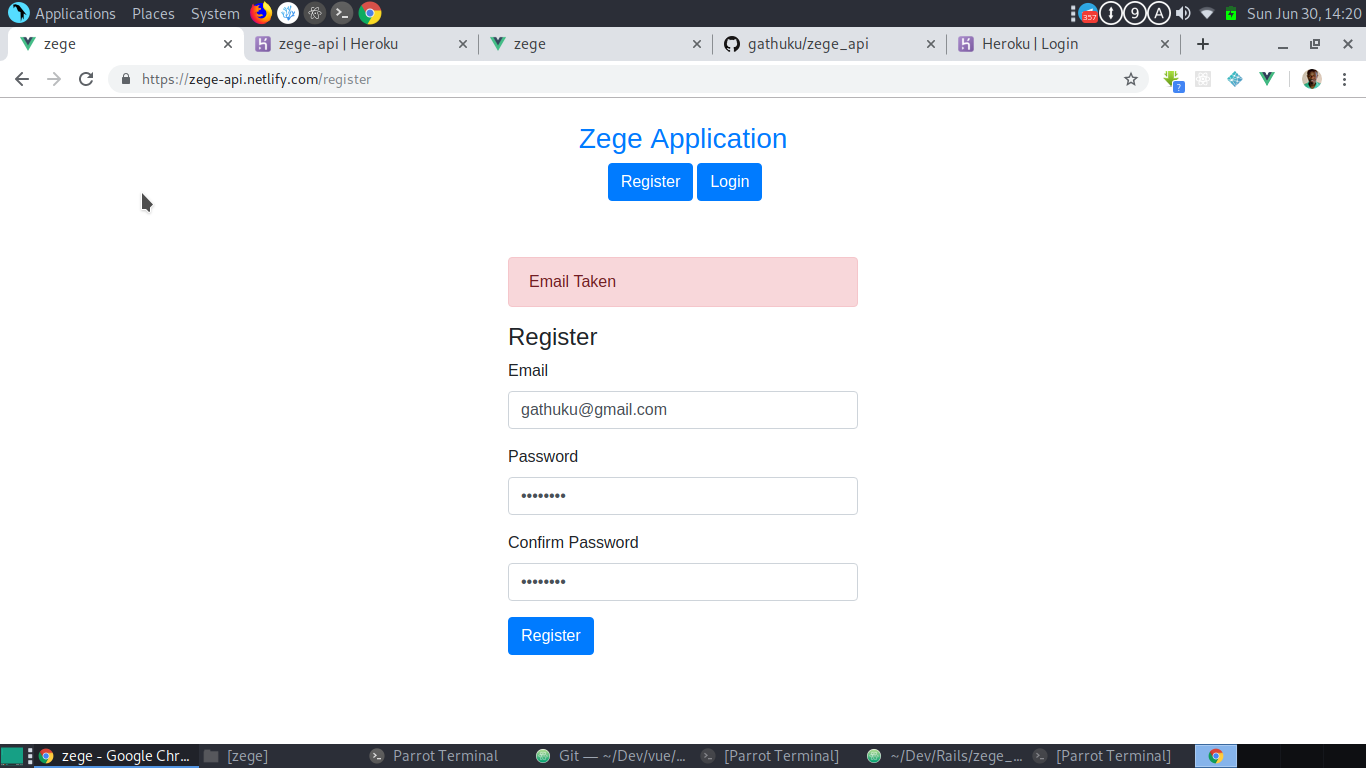 Applications Places System 357 9 A Sun Jun 30, 14:20
zege zege-api | Heroku zege gathuku/zege_api Heroku | Login
https://zege-api.netlify.com/register ?
Zege Application
Register Login
Email Taken
Register
Email
gathuku@gmail.com
Password
••••••••
Confirm Password
••••••••
Register
zege - Google Chr... [zege] Parrot Terminal Git — ~/Dev/vue/... [Parrot Terminal] ~/Dev/Rails/zege_... [Parrot Terminal]